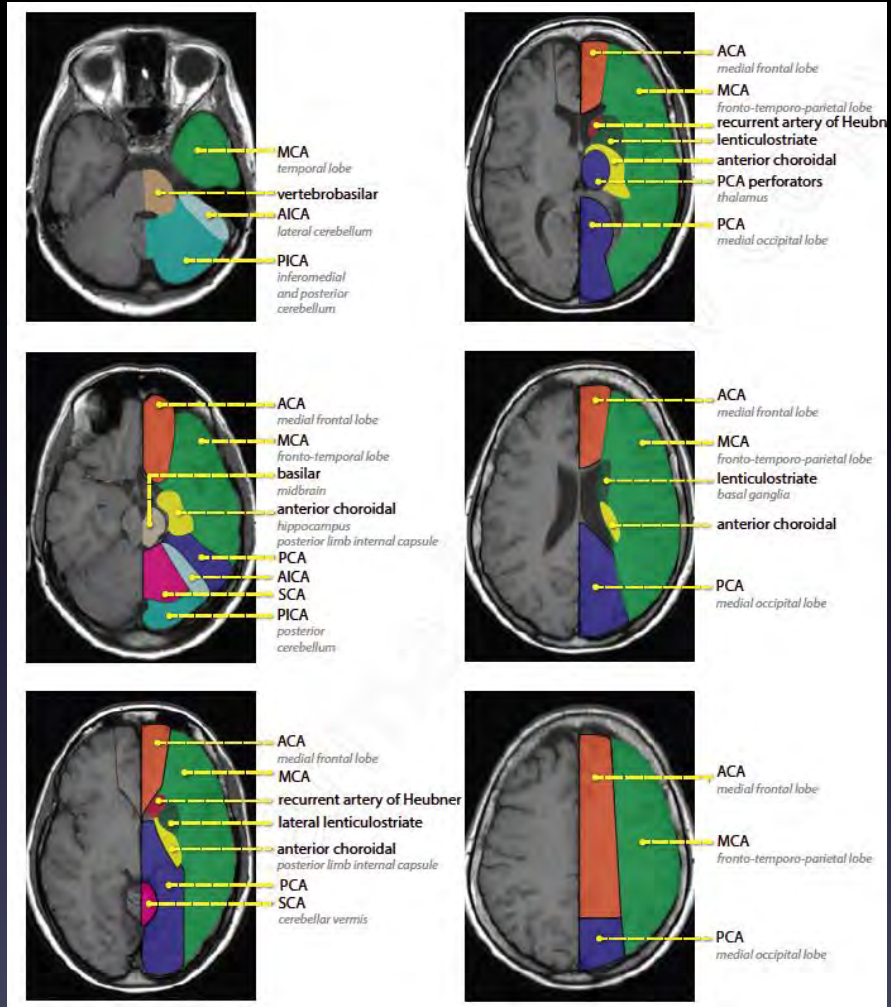 MCA
temporal lobe
vertebrobasilar
AICA
lateral cerebellum
PICA
inferomedial
and posterior
cerebellum
ACA
medial frontal lobe
MCA
fronto-temporal lobe
basilar
midbrain
anterior choroidal
hippocampus
posterior limb internal capsule
PCA
AICA
SCA
PICA
posterior
cerebellum
ACA
medial frontal lobe
MCA
recurrent artery of Heubner
lateral lenticulostriate
anterior choroidal
posterior limb internal capsule
PCA
SCA
cerebellar vermis
ACA
medial frontal lobe
MCA
fronto-temporo-parietal lobe
recurrent artery of Heubn
lenticulostriate
anterior choroidal
PCA perforators
thalamus
PCA
medial occipital lobe
ACA
medial frontal lobe
MCA
fronto-temporo-parietal lobe
lenticulostriate
basal ganglia
anterior choroidal
PCA
medial occipital lobe
ACA
medial frontal lobe
MCA
fronto-temporo-parietal lobe
PCA
medial occipital lobe